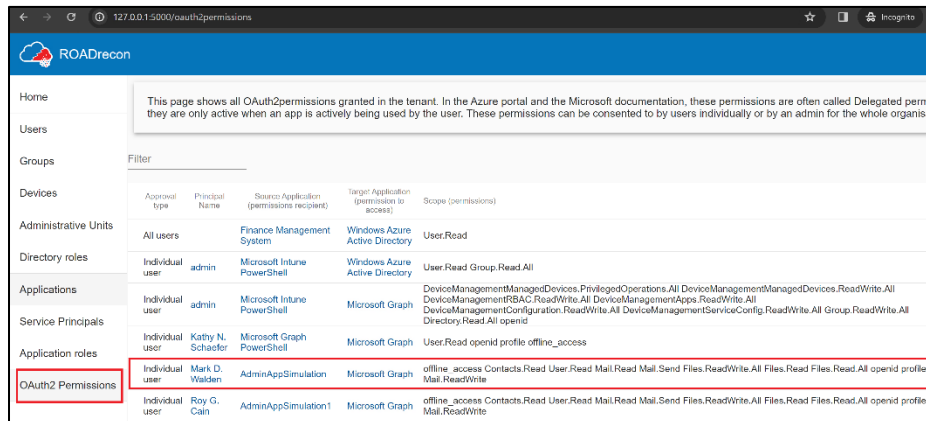 127.0.0.1:5000/oauth2permissions
Incognito
ROADrecon
Home
Users
Groups
Devices
Administrative Units
Directory roles
Applications
Service Principals
Application roles
OAuth2 Permissions
This page shows all OAuth2permissions granted in the tenant. In the Azure portal and the Microsoft documentation, these permissions are often called Delegated perm
they are only active when an app is actively being used by the user. These permissions can be consented to by users individually or by an admin for the whole organis
Filter
Approval type Principal Name Source Application (permissions recipient) Target Application (permission to access) Scope (permissions)
All users Finance Management System Windows Azure Active Directory User.Read
Individual user admin Microsoft Intune PowerShell Windows Azure Active Directory User.Read Group.Read.All
Individual user admin Microsoft Intune PowerShell Microsoft Graph DeviceManagementManagedDevices.PrivilegedOperations.All DeviceManagementManagedDevices.ReadWrite.All
DeviceManagementRBAC.ReadWrite.All DeviceManagementApps.ReadWrite.All
DeviceManagementConfiguration.ReadWrite.All DeviceManagementServiceConfig.ReadWrite.All Group.ReadWrite.All
Directory.Read.All openid
Individual user Kathy N. Schaefer Microsoft Graph PowerShell Microsoft Graph User.Read openid profile offline_access
Individual user Mark D. Walden AdminAppSimulation Microsoft Graph offline_access Contacts.Read User.Read Mail.Read Mail.Send Files.ReadWrite.All Files.Read Files.Read.All openid profile
Mail.ReadWrite
Individual user Roy G. Cain AdminAppSimulation1 Microsoft Graph offline_access Contacts.Read User.Read Mail.Read Mail.Send Files.ReadWrite.All Files.Read Files.Read.All openid profile
Mail.ReadWrite